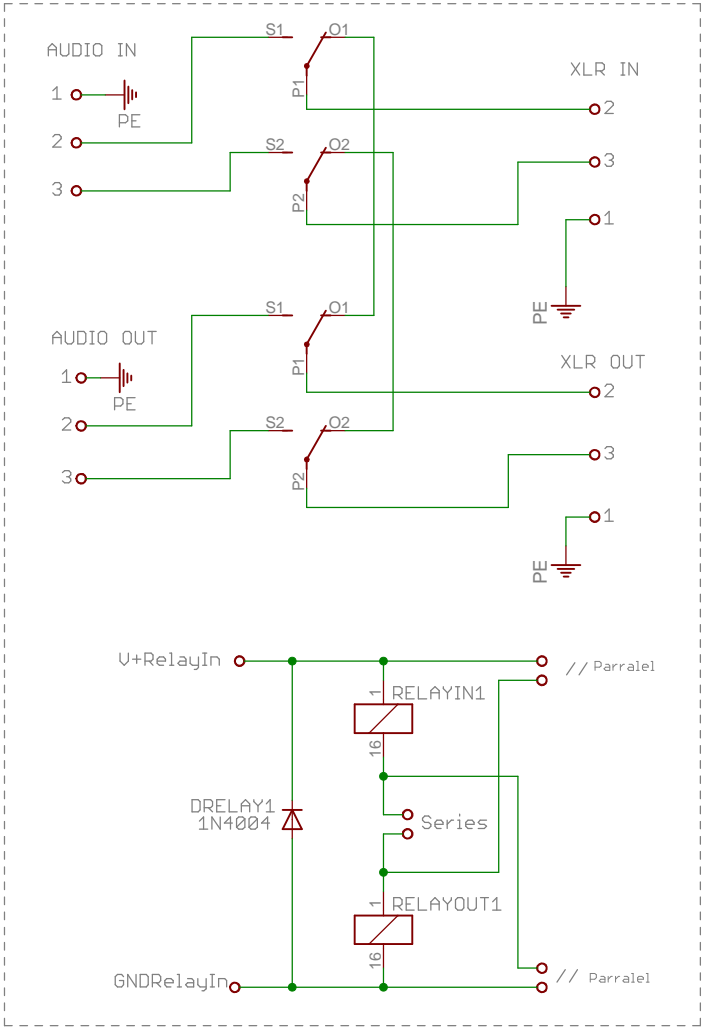 S1 O1
AUDIO IN
XLR IN
1
P1
2
PE
2
S2 O2
3
3
P2
1
S1 O1
PE
AUDIO OUT
XLR OUT
1
P1
2
PE
2
S2 O2
3
3
P2
1
PE
V+RelayIn
// Parralel
1 RELAYIN1
16
DRELAY1
1N4004
Series
1 RELAYOUT1
16
GNDRelayIn
// Parralel